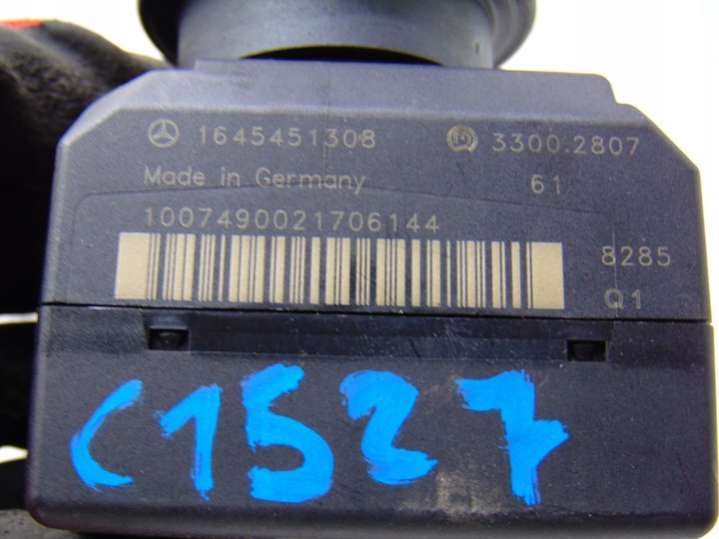 1645451308 3300.2807
Made in Germany 61
1007490021706144
8285
Q1
C1527